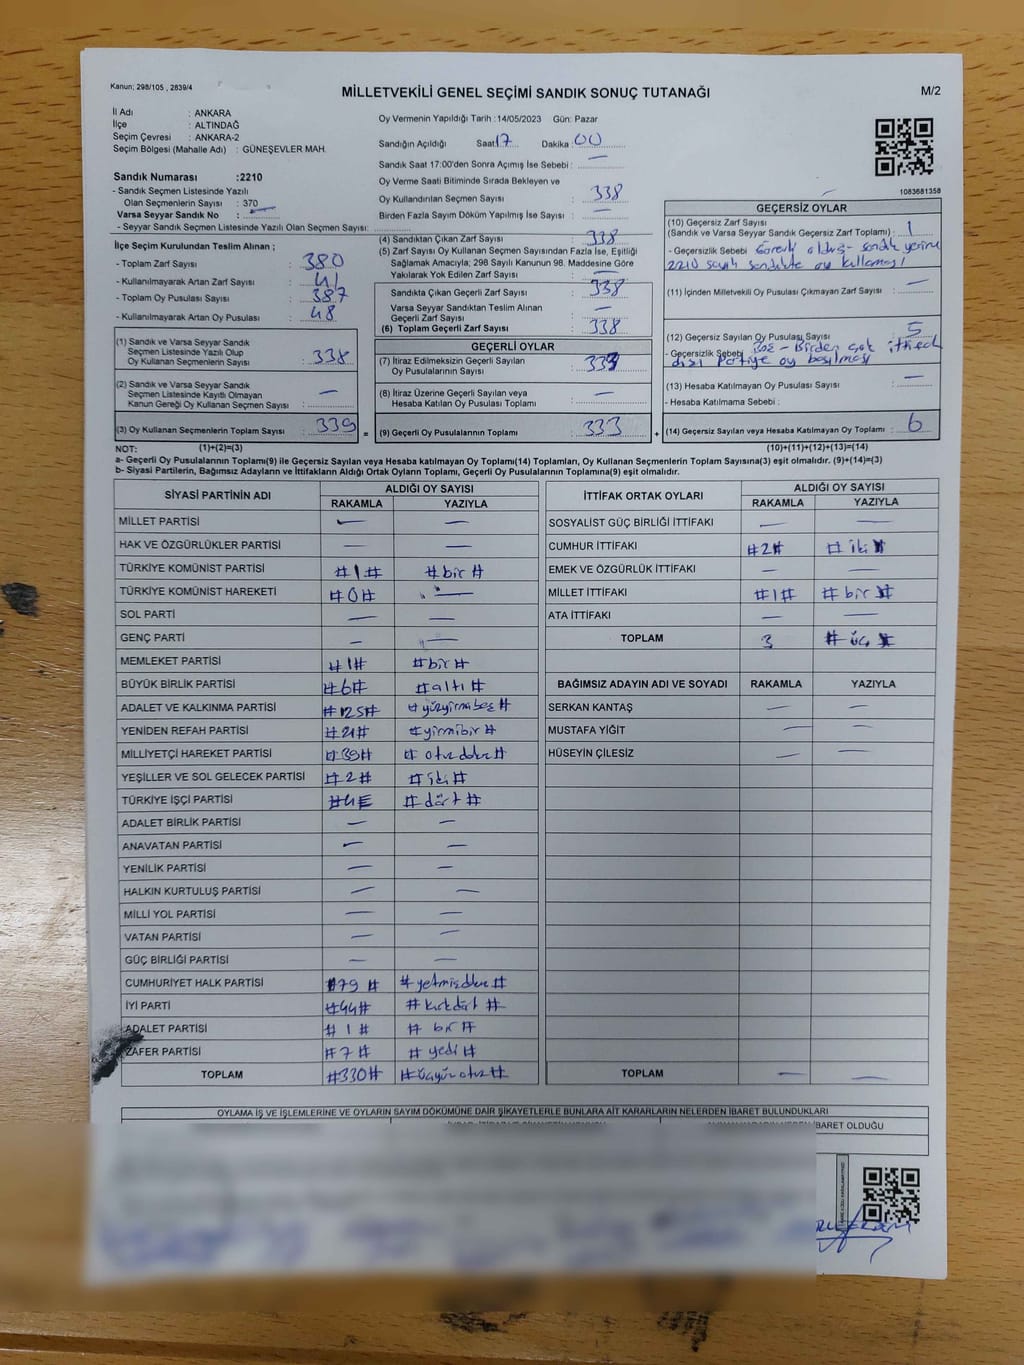 Kanun; 298/105 , 2839/4
MİLLETVEKİLİ GENEL SEÇİMİ SANDIK SONUÇ TUTANAĞI
M/2
İl Adı : ANKARA
İlçe : ALTINDAĞ
Seçim Çevresi : ANKARA-2
Seçim Bölgesi (Mahalle Adı) : GÜNEŞEVLER MAH.
Sandık Numarası :2210
- Sandık Seçmen Listesinde Yazılı
Olan Seçmenlerin Sayısı : 370
Varsa Seyyar Sandık No :
- Seyyar Sandık Seçmen Listesinde Yazılı Olan Seçmen Sayısı:
İlçe Seçim Kurulundan Teslim Alınan ;
- Toplam Zarf Sayısı : 380
- Kullanılmayarak Artan Zarf Sayısı : 41
- Toplam Oy Pusulası Sayısı : 387
- Kullanılmayarak Artan Oy Pusulası : 48
(1) Sandık ve Varsa Seyyar Sandık
Seçmen Listesinde Yazılı Olup
Oy Kullanan Seçmenlerin Sayısı : 338
(2) Sandık ve Varsa Seyyar Sandık
Seçmen Listesinde Kayıtlı Olmayan
Kanun Gereği Oy Kullanan Seçmen Sayısı : —
(3) Oy Kullanan Seçmenlerin Toplam Sayısı : 339 =
Oy Vermenin Yapıldığı Tarih :14/05/2023 Gün: Pazar
Sandığın Açıldığı Saat 17 Dakika : 00
Sandık Saat 17:00'den Sonra Açımış İse Sebebi : —
Oy Verme Saati Bitiminde Sırada Bekleyen ve
Oy Kullandırılan Seçmen Sayısı : 338
Birden Fazla Sayım Döküm Yapılmış İse Sayısı : —
(4) Sandıktan Çıkan Zarf Sayısı : 338
(5) Zarf Sayısı Oy Kullanan Seçmen Sayısından Fazla İse, Eşitliği
Sağlamak Amacıyla; 298 Sayılı Kanunun 98. Maddesine Göre
Yakılarak Yok Edilen Zarf Sayısı : —
Sandıkta Çıkan Geçerli Zarf Sayısı : 338
Varsa Seyyar Sandıktan Teslim Alınan
Geçerli Zarf Sayısı : —
(6) Toplam Geçerli Zarf Sayısı : 338
GEÇERLİ OYLAR
(7) İtiraz Edilmeksizin Geçerli Sayılan
Oy Pusulalarının Sayısı : 333
(8) İtiraz Üzerine Geçerli Sayılan veya
Hesaba Katılan Oy Pusulası Toplamı : —
(9) Geçerli Oy Pusulalarının Toplamı : 333 +
1083681358
GEÇERSİZ OYLAR
(10) Geçersiz Zarf Sayısı
(Sandık ve Varsa Seyyar Sandık Geçersiz Zarf Toplamı) : 1
- Geçersizlik Sebebi sandık yerine
2210 sayılı sandıkta oy kullanması
(11) İçinden Milletvekili Oy Pusulası Çıkmayan Zarf Sayısı : —
(12) Geçersiz Sayılan Oy Pusulası Sayısı : 5
- Geçersizlik Sebebi Boş - Birden çok ittifak
dışı Partiye oy basılması
(13) Hesaba Katılmayan Oy Pusulası Sayısı : —
- Hesaba Katılmama Sebebi :
(14) Geçersiz Sayılan veya Hesaba Katılmayan Oy Toplamı : 6
NOT: (1)+(2)=(3) (10)+(11)+(12)+(13)=(14)
a- Geçerli Oy Pusulalarının Toplamı(9) ile Geçersiz Sayılan veya Hesaba katılmayan Oy Toplamı(14) Toplamları, Oy Kullanan Seçmenlerin Toplam Sayısına(3) eşit olmalıdır. (9)+(14)=(3)
b- Siyasi Partilerin, Bağımsız Adayların ve İttifakların Aldığı Ortak Oyların Toplamı, Geçerli Oy Pusulalarının Toplamına(9) eşit olmalıdır.
SİYASİ PARTİNİN ADI ALDIĞI OY SAYISI
RAKAMLA YAZIYLA
MİLLET PARTİSİ — —
HAK VE ÖZGÜRLÜKLER PARTİSİ — —
TÜRKİYE KOMÜNİST PARTİSİ #1# #bir#
TÜRKİYE KOMÜNİST HAREKETİ #0# —
SOL PARTİ — —
GENÇ PARTİ — —
MEMLEKET PARTİSİ #1# #bir#
BÜYÜK BİRLİK PARTİSİ #6# #altı#
ADALET VE KALKINMA PARTİSİ #125# #yüzyirmibeş#
YENİDEN REFAH PARTİSİ #21# #yirmibir#
MİLLİYETÇİ HAREKET PARTİSİ #39# #otuzdokuz#
YEŞİLLER VE SOL GELECEK PARTİSİ #2# #iki#
TÜRKİYE İŞÇİ PARTİSİ #4# #dört#
ADALET BİRLİK PARTİSİ — —
ANAVATAN PARTİSİ — —
YENİLİK PARTİSİ — —
HALKIN KURTULUŞ PARTİSİ — —
MİLLİ YOL PARTİSİ — —
VATAN PARTİSİ — —
GÜÇ BİRLİĞİ PARTİSİ — —
CUMHURİYET HALK PARTİSİ #79# #yetmişdokuz#
İYİ PARTİ #44# #kırkdört#
ADALET PARTİSİ #1# #bir#
ZAFER PARTİSİ #7# #yedi#
TOPLAM #330# #üçyüzotuz#
İTTİFAK ORTAK OYLARI ALDIĞI OY SAYISI
RAKAMLA YAZIYLA
SOSYALİST GÜÇ BİRLİĞİ İTTİFAKI — —
CUMHUR İTTİFAKI #2# #iki#
EMEK VE ÖZGÜRLÜK İTTİFAKI — —
MİLLET İTTİFAKI #1# #bir#
ATA İTTİFAKI — —
TOPLAM 3 #üç#
BAĞIMSIZ ADAYIN ADI VE SOYADI RAKAMLA YAZIYLA
SERKAN KANTAŞ — —
MUSTAFA YİĞİT — —
HÜSEYİN ÇİLESİZ — —
TOPLAM — —
OYLAMA İŞ VE İŞLEMLERİNE VE OYLARIN SAYIM DÖKÜMÜNE DAİR ŞİKAYETLERLE BUNLARA AİT KARARLARIN NELERDEN İBARET BULUNDUKLARI
İBARET OLDUĞU